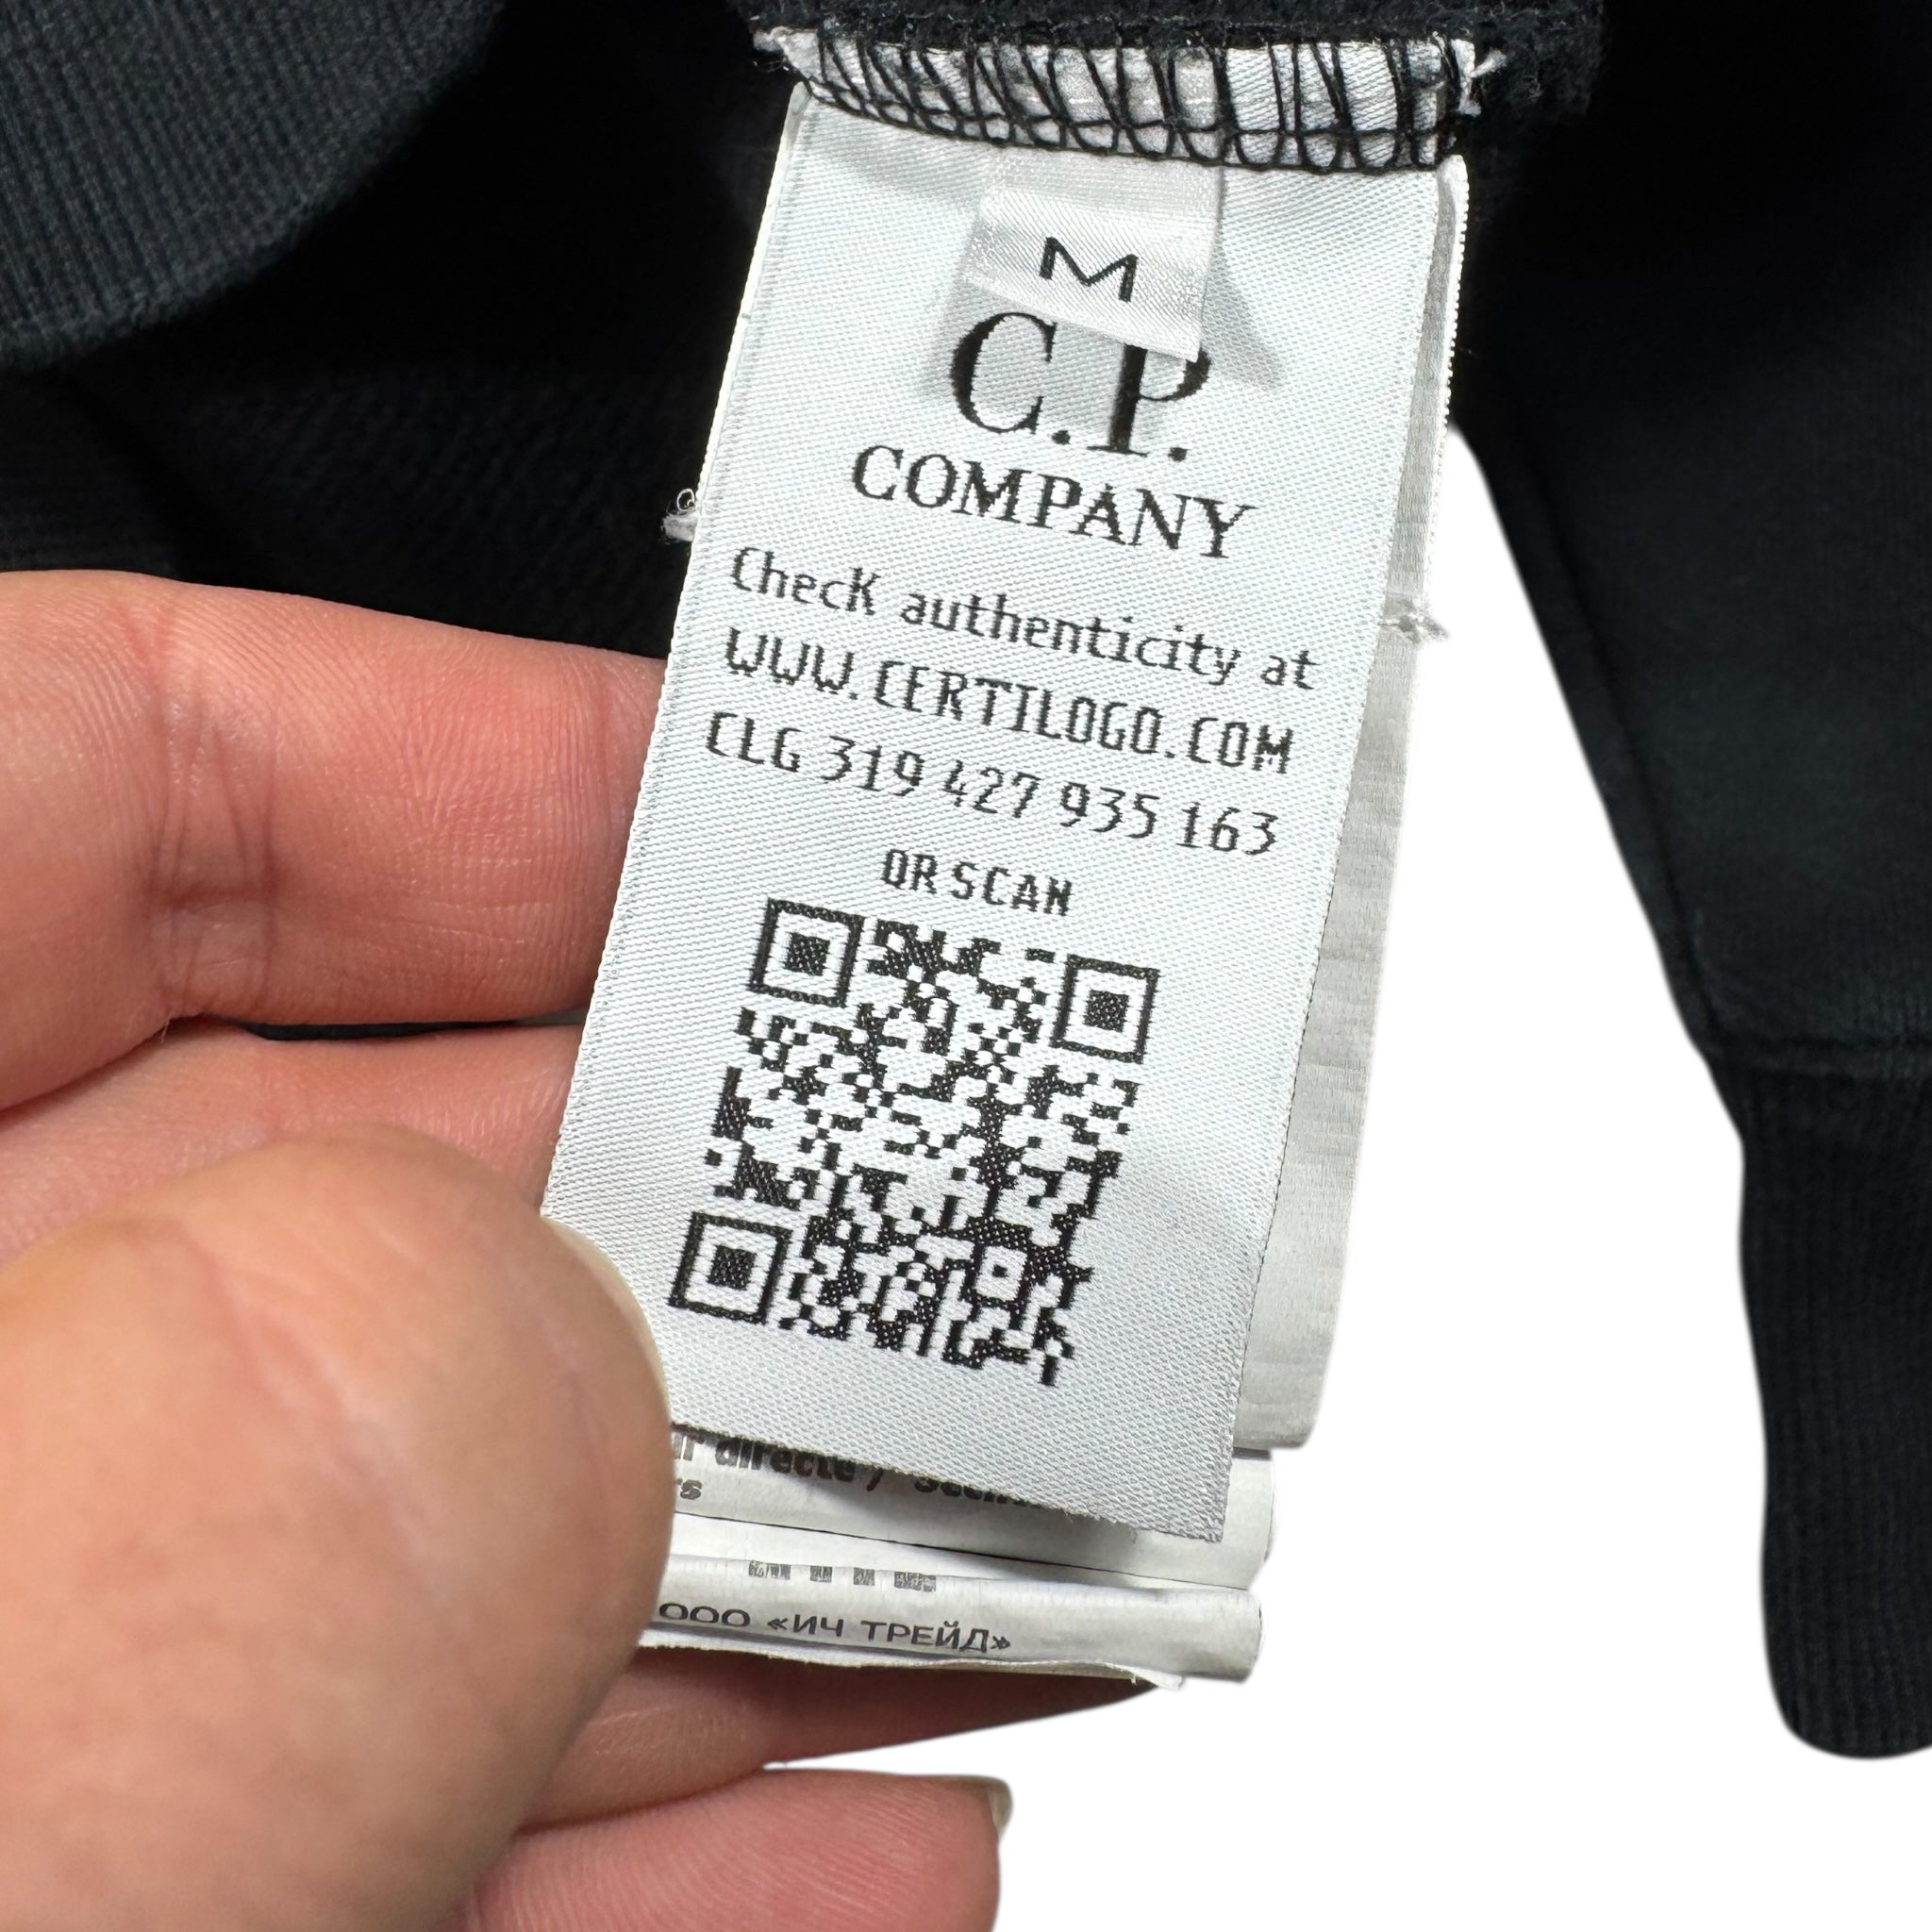 M
C.P.
COMPANY
Check authenticity at
WWW.CERTILOGO.COM
CLG 319 427 935 163
OR SCAN
ООО «ИЧ ТРЕЙД»